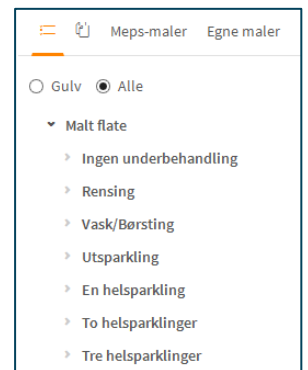 Meps-maler Egne maler
Gulv Alle
Malt flate
Ingen underbehandling
Rensing
Vask/Børsting
Utsparkling
En helsparkling
To helsparklinger
Tre helsparklinger